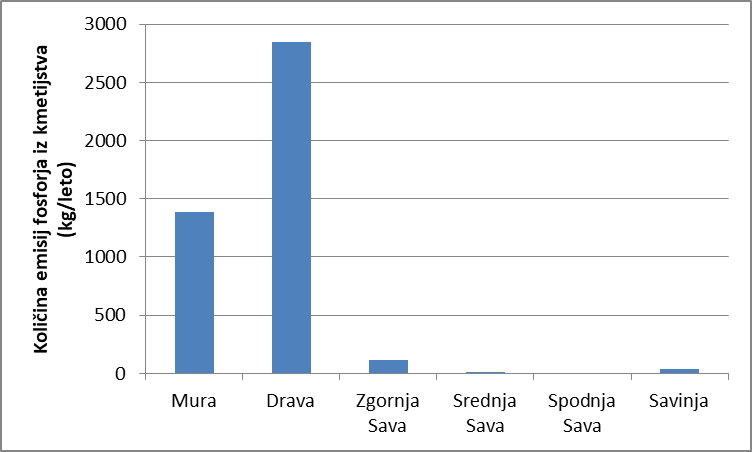 Količina emisij fosforja iz kmetijstva
(kg/leto)
3000
2500
2000
1500
1000
500
0
Mura
Drava
Zgornja
Sava
Srednja
Sava
Spodnja
Sava
Savinja